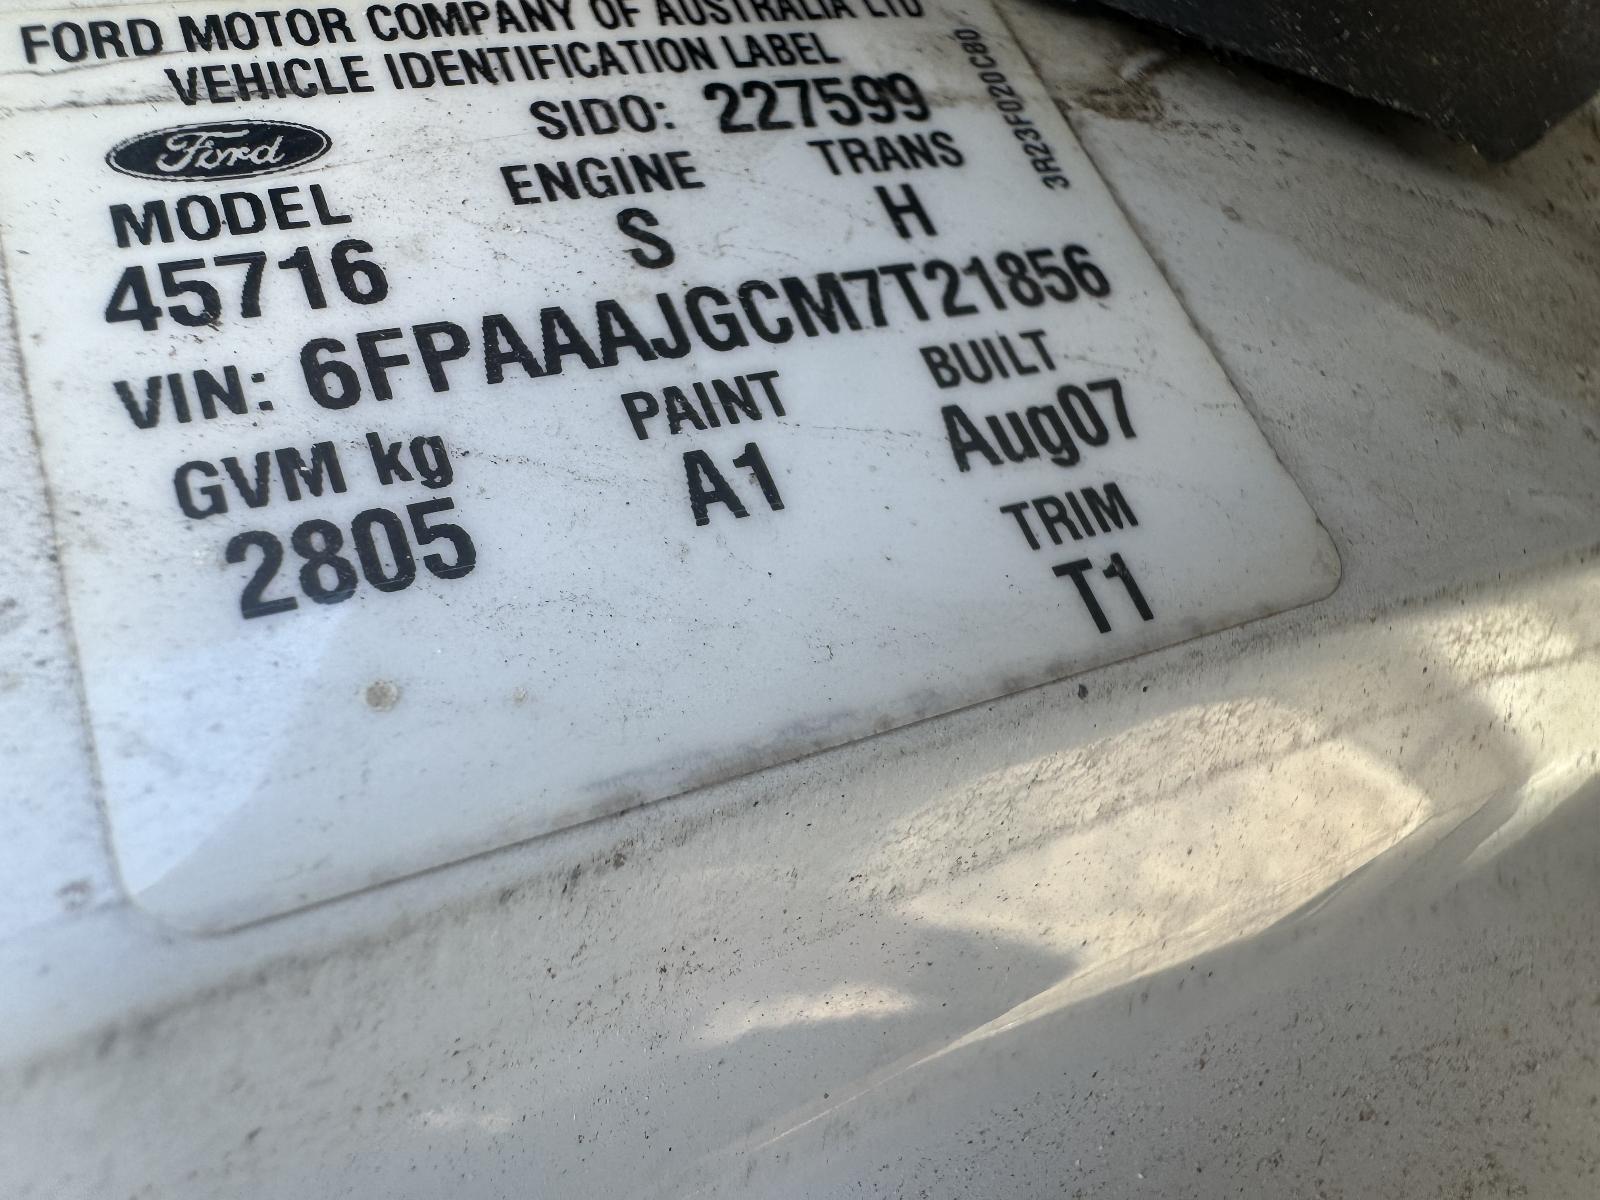 FORD MOTOR COMPANY OF AUSTRALIA LTD
VEHICLE IDENTIFICATION LABEL
Ford
SIDO: 227599
MODEL ENGINE TRANS
45716 S H
VIN: 6FPAAAJGCM7T21856
GVM kg PAINT BUILT
2805 A1 Aug07
TRIM
T1
3R23F020C80